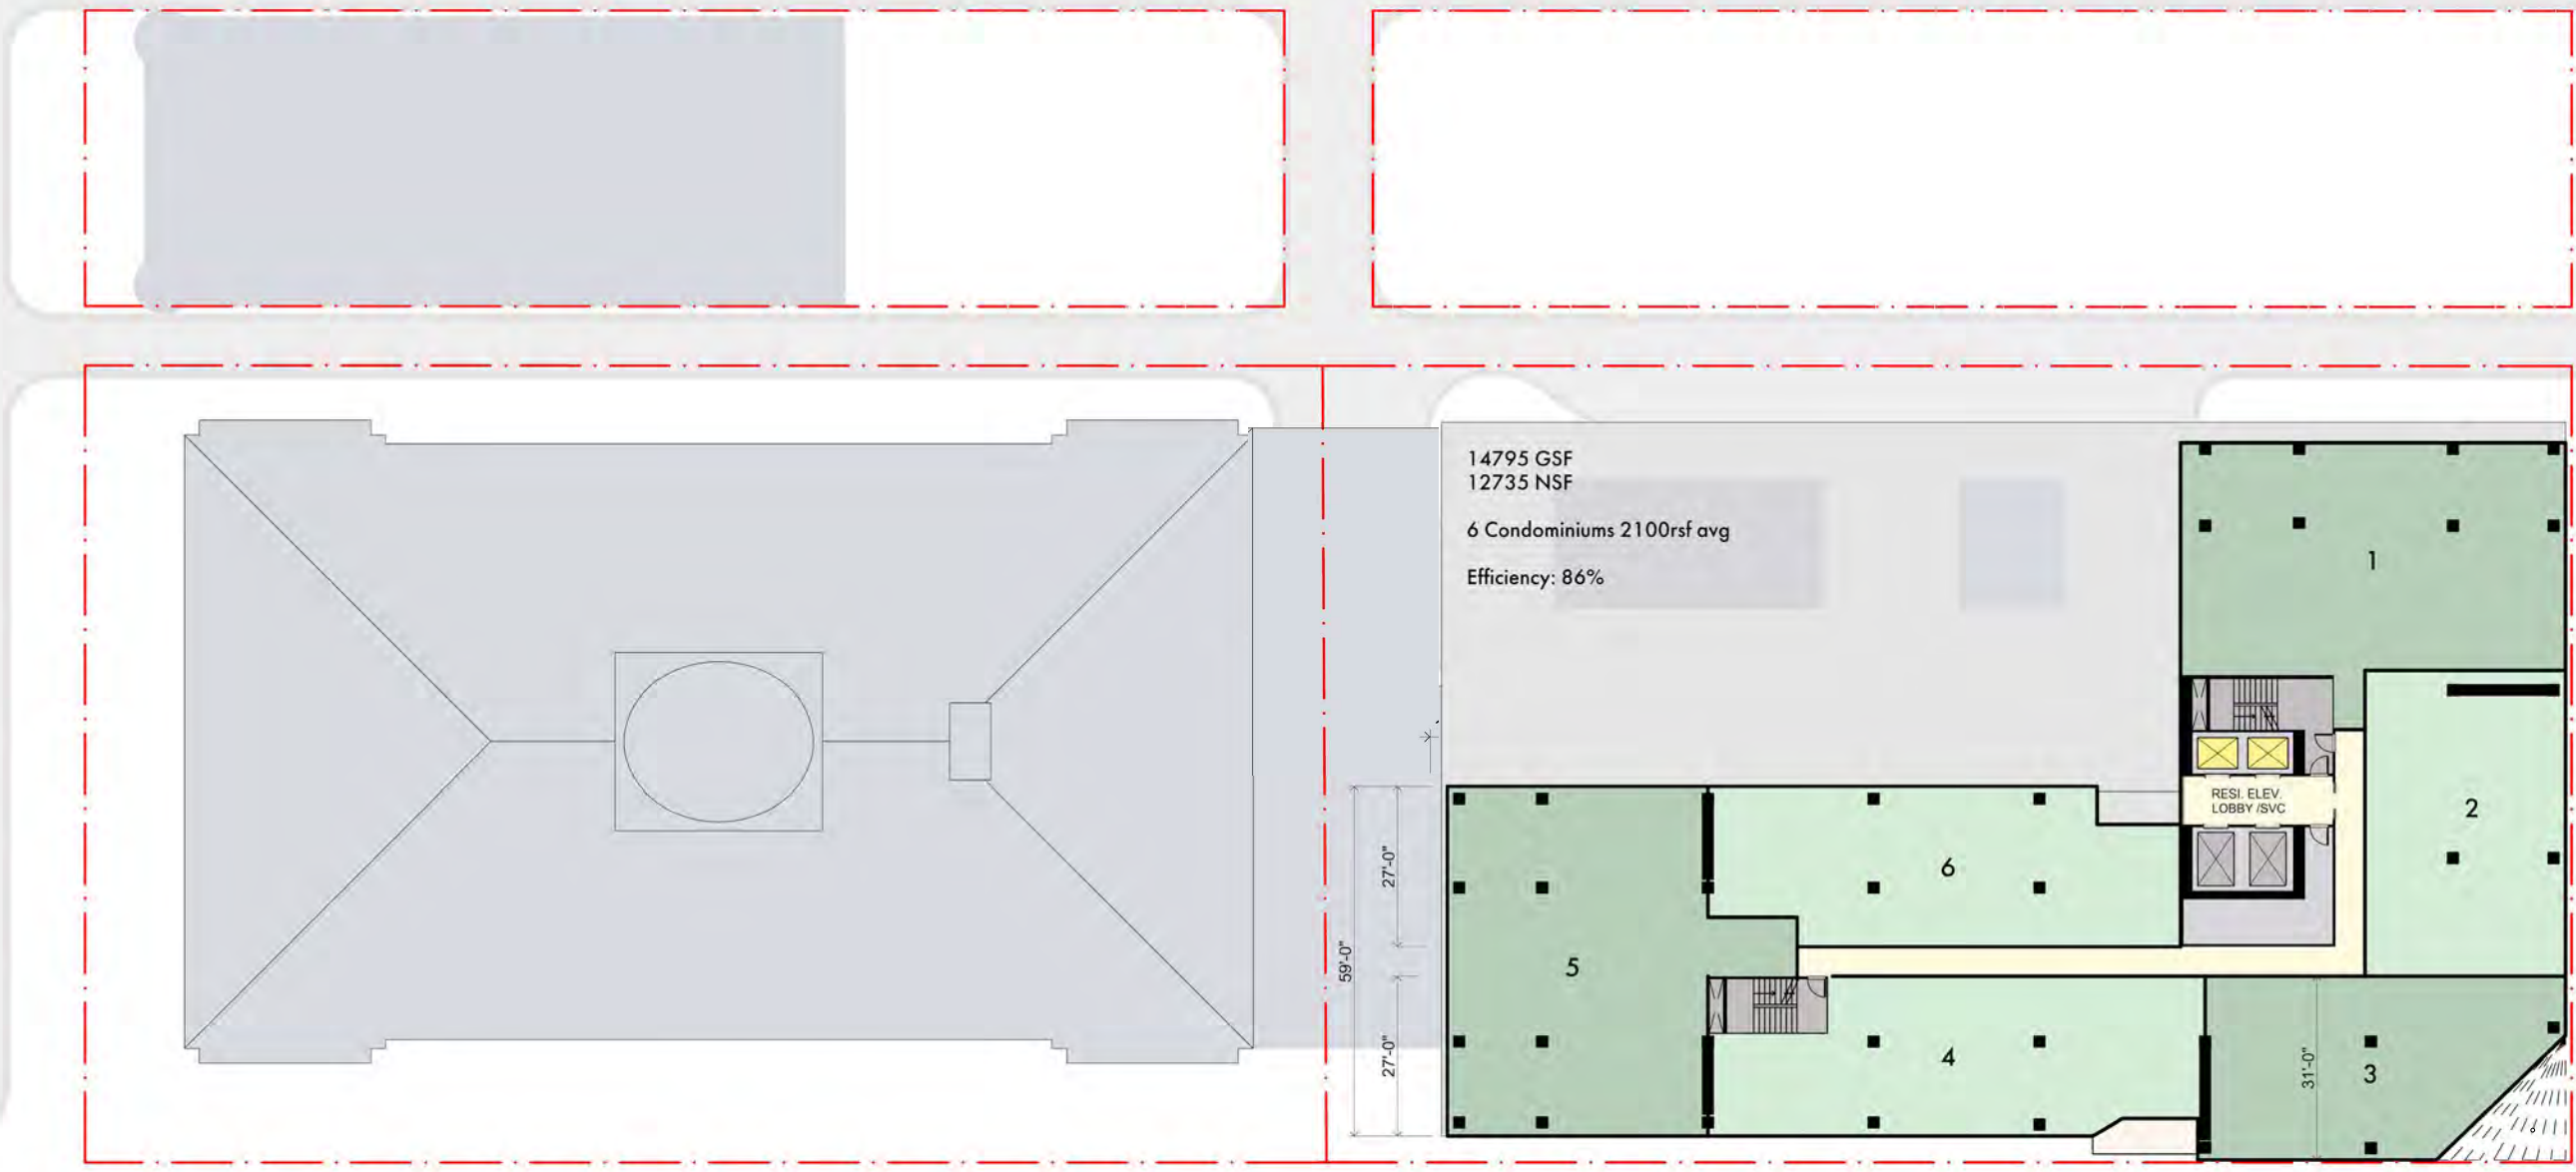 14795 GSF
12735 NSF
6 Condominiums 2100rsf avg
Efficiency: 86%
1
RESI. ELEV.
LOBBY /SVC
2
27'-0"
6
59'-0"
5
27'-0"
4
31'-0"
3